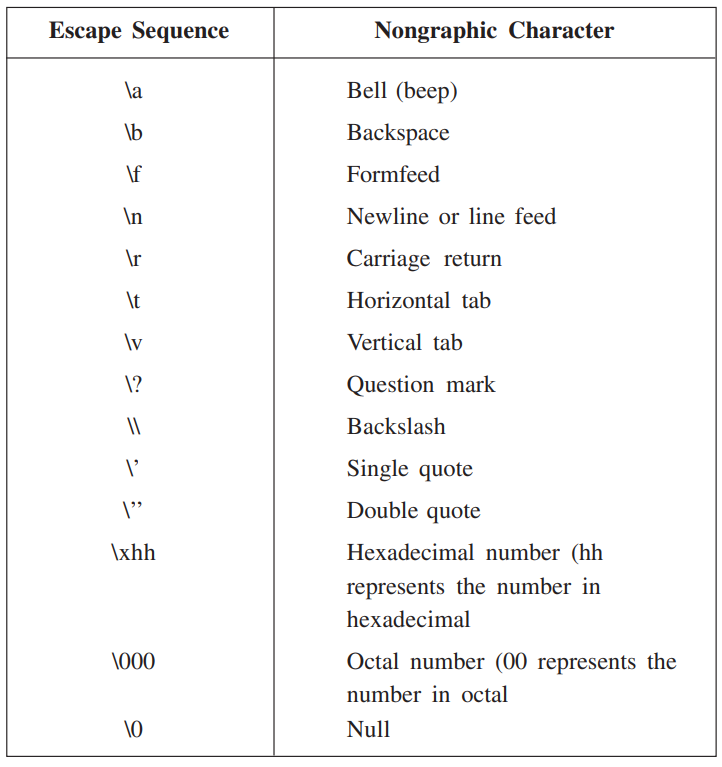 Escape Sequence Nongraphic Character
\a Bell (beep)
\b Backspace
\f Formfeed
\n Newline or line feed
\r Carriage return
\t Horizontal tab
\v Vertical tab
\? Question mark
\\ Backslash
\’ Single quote
\’’ Double quote
\xhh Hexadecimal number (hh
represents the number in
hexadecimal
\000 Octal number (00 represents the
number in octal
\0 Null